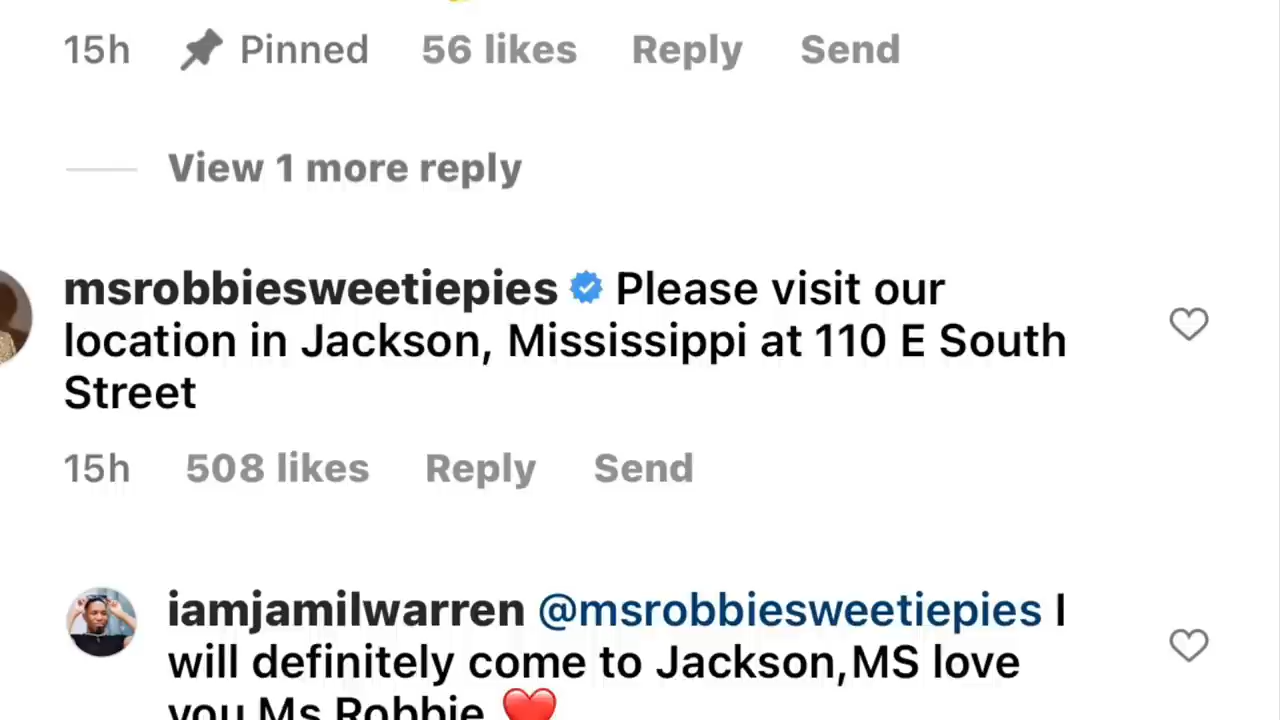 15h Pinned 56 likes Reply Send
View 1 more reply
msrobbiesweetiepies Please visit our
location in Jackson, Mississippi at 110 E South
Street
15h 508 likes Reply Send
iamjamilwarren @msrobbiesweetiepies I
will definitely come to Jackson,MS love
you Ms Robbie ❤️